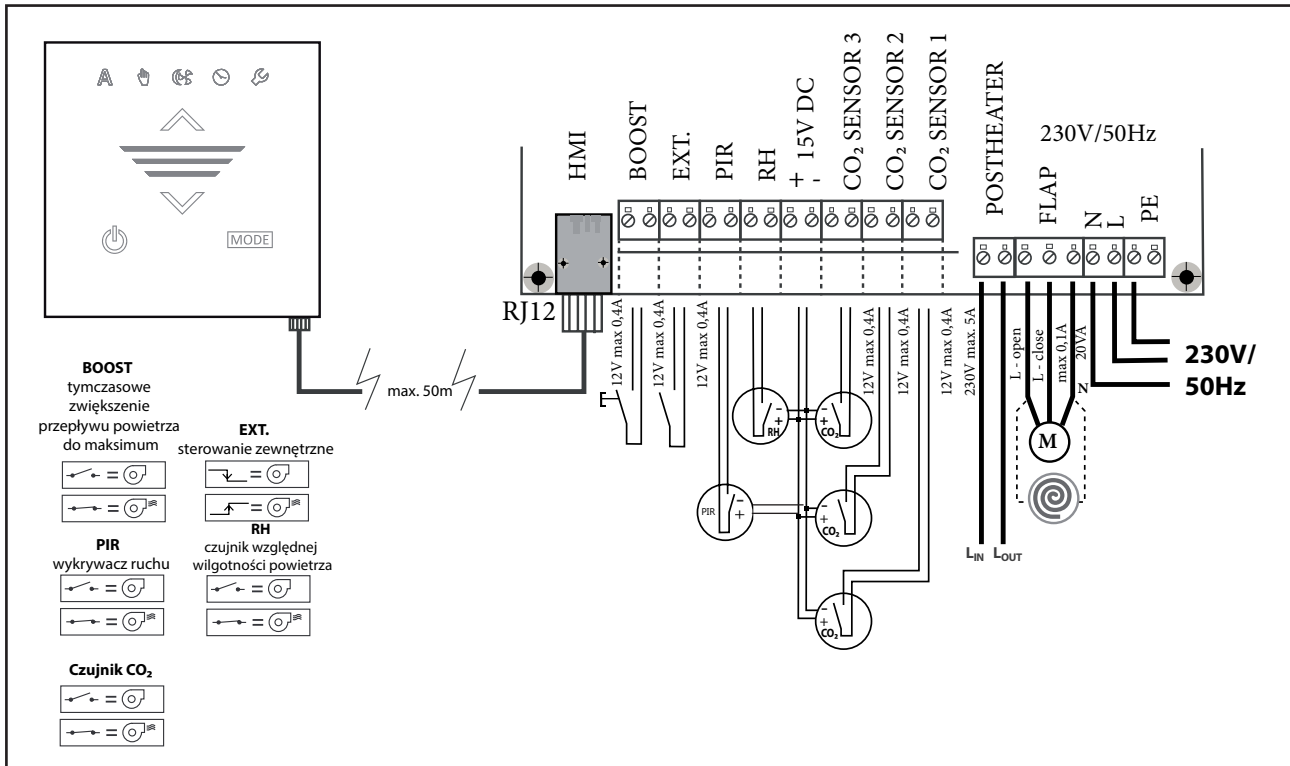 A
MODE
HMI
BOOST
EXT.
PIR
RH
+ 15V DC
-
CO₂ SENSOR 3
CO₂ SENSOR 2
CO₂ SENSOR 1
POSTHEATER
230V/50Hz
FLAP
N
L
PE
RJ12
max. 50m
12V max 0,4A
12V max 0,4A
12V max 0,4A
12V max 0,4A
12V max 0,4A
12V max 0,4A
230V max. 5A
L - open
L - close
max 0,1A
20VA
N
230V/
50Hz
- +
RH
- +
CO₂
PIR
- +
- +
CO₂
- +
CO₂
M
LIN
LOUT
BOOST
tymczasowe
zwiększenie
przepływu powietrza
do maksimum
EXT.
sterowanie zewnętrzne
=
=
=
=
PIR
wykrywacz ruchu
=
=
RH
czujnik względnej
wilgotności powietrza
=
=
Czujnik CO₂
=
=